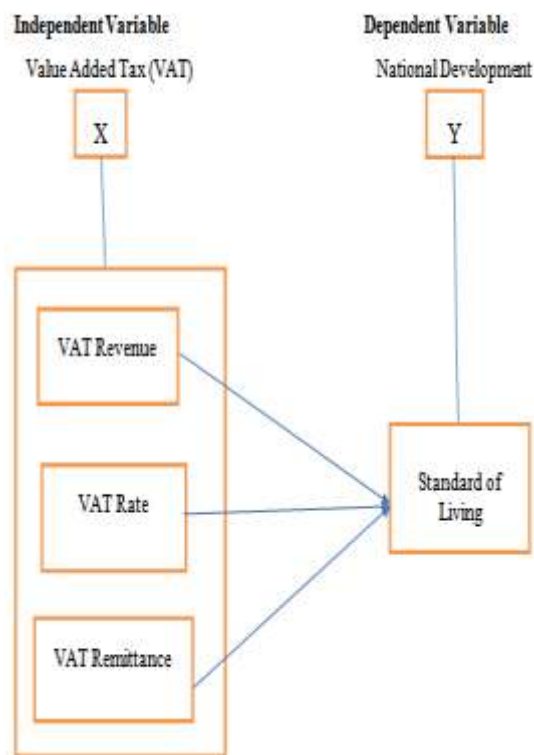 Independent Variable
Dependent Variable
Value Added Tax (VAT)
National Development
X
Y
VAT Revenue
VAT Rate
Standard of
Living
VAT Remittance